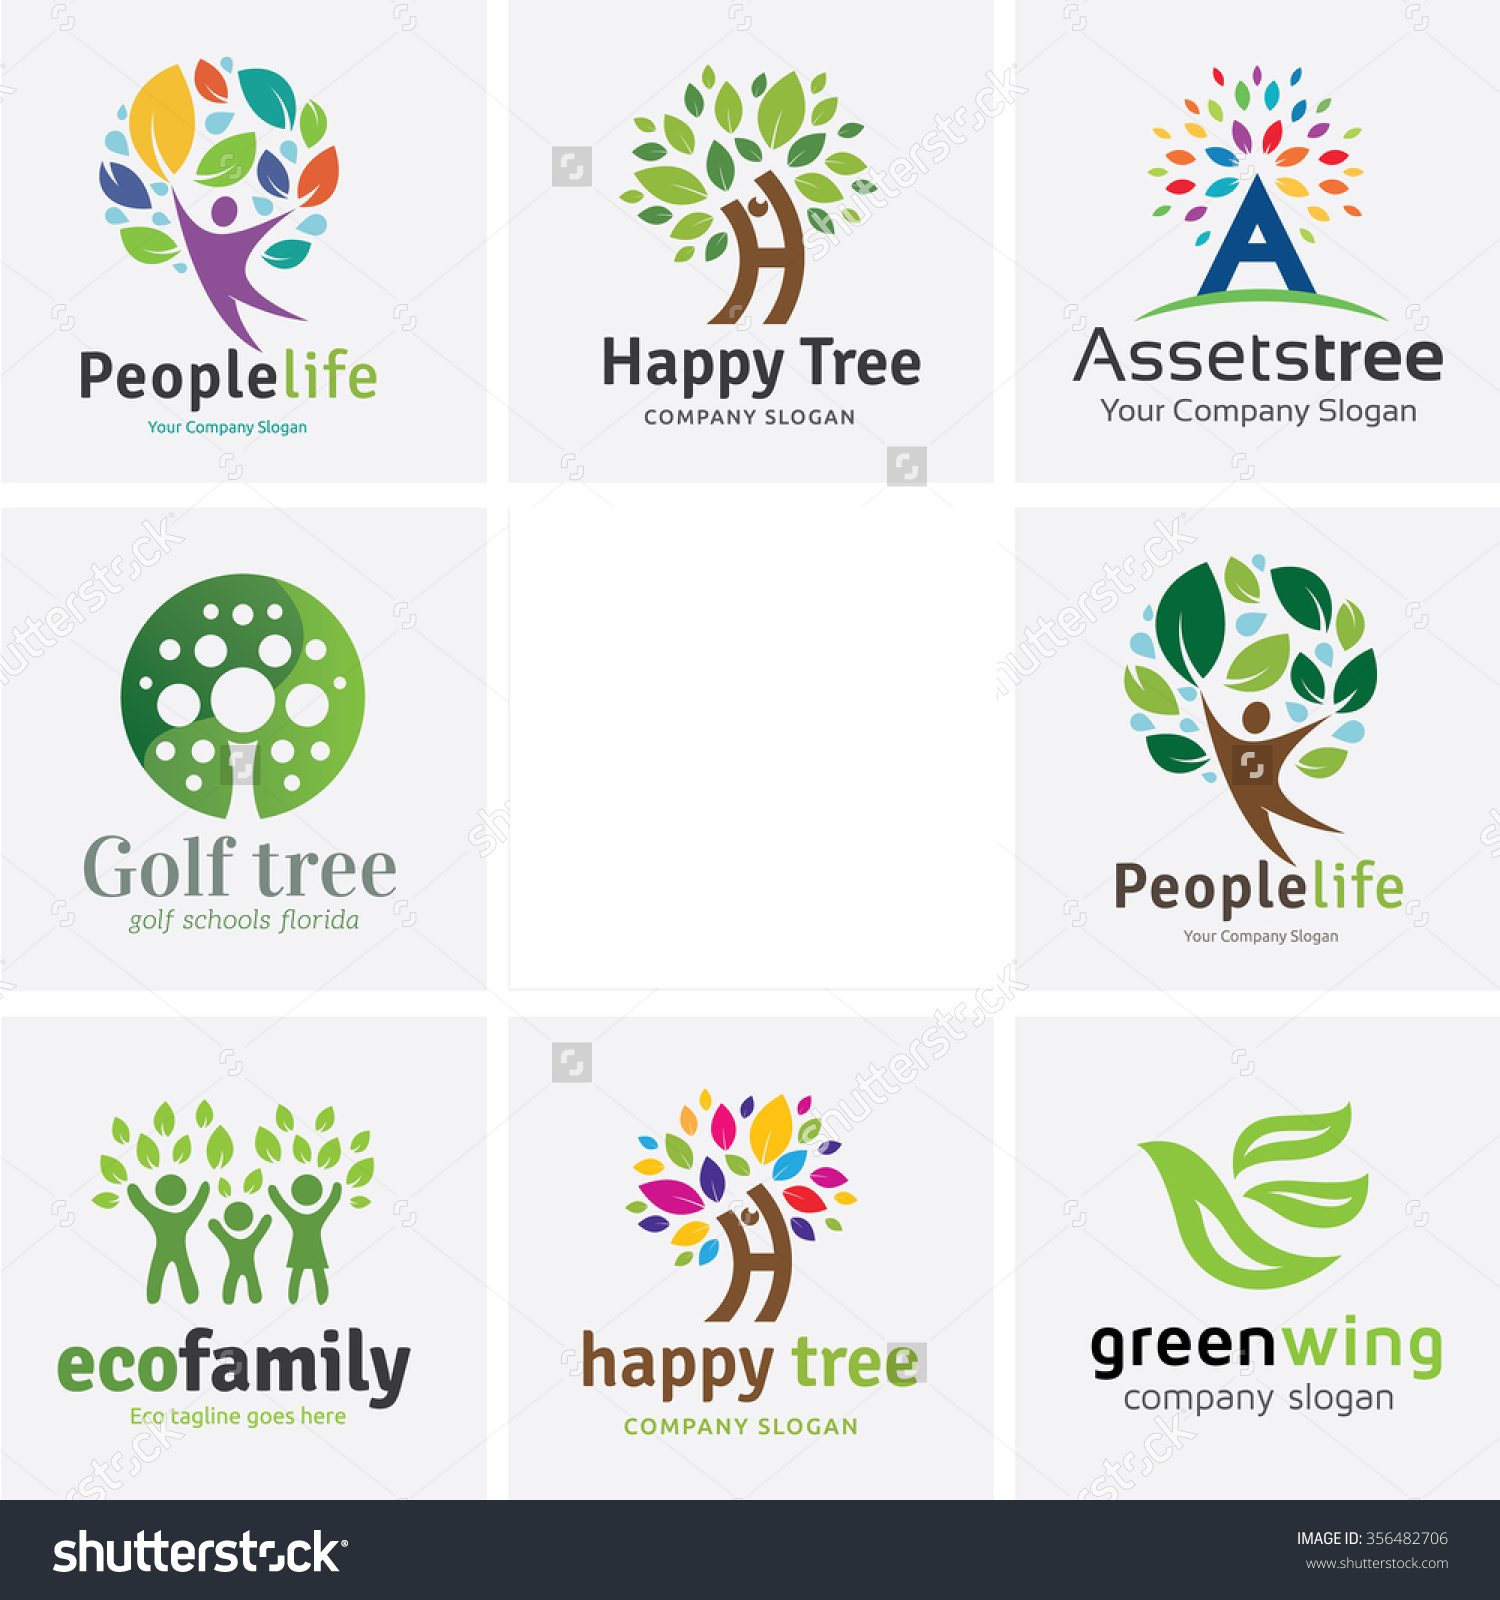 Peoplelife
Your Company Slogan
Happy Tree
COMPANY SLOGAN
Assetstree
Your Company Slogan
Golf tree
golf schools florida
Peoplelife
Your Company Slogan
ecofamily
Eco tagline goes here
happy tree
COMPANY SLOGAN
greenwing
company slogan
shutterstock
IMAGE ID: 356482706
www.shutterstock.com